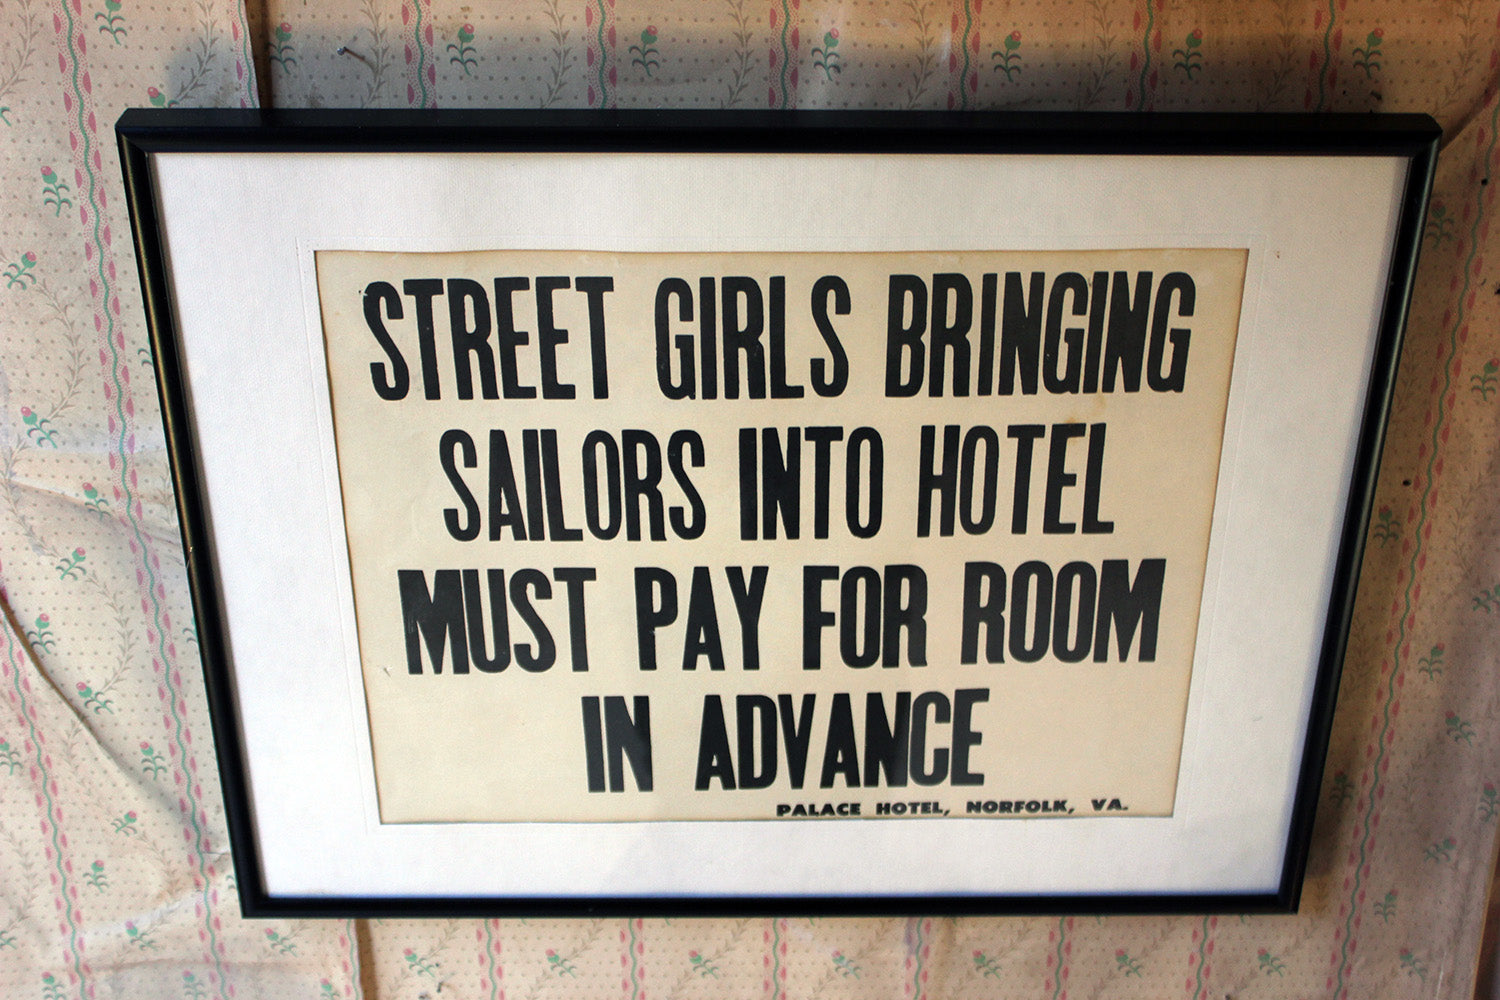 STREET GIRLS BRINGING
SAILORS INTO HOTEL
MUST PAY FOR ROOM
IN ADVANCE
PALACE HOTEL, NORFOLK, VA.